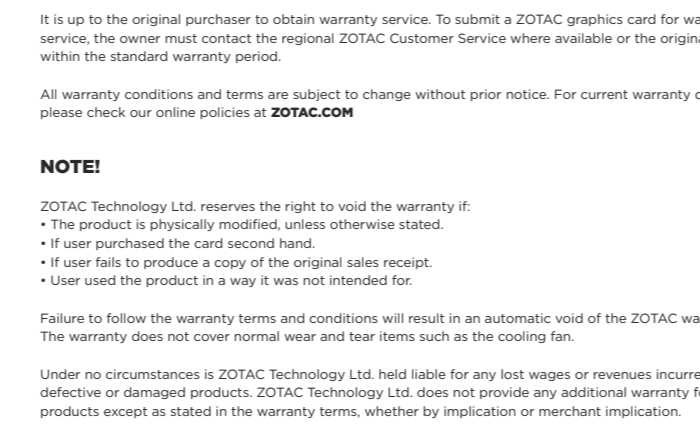 It is up to the original purchaser to obtain warranty service. To submit a ZOTAC graphics card for
service, the owner must contact the regional ZOTAC Customer Service where available or the
within the standard warranty period.
All warranty conditions and terms are subject to change without prior notice. For current warranty
please check our online policies at ZOTAC.COM
NOTE!
ZOTAC Technology Ltd. reserves the right to void the warranty if:
• The product is physically modified, unless otherwise stated.
• If user purchased the card second hand.
• If user fails to produce a copy of the original sales receipt.
• User used the product in a way it was not intended for.
Failure to follow the warranty terms and conditions will result in an automatic void of the ZOTAC
The warranty does not cover normal wear and tear items such as the cooling fan.
Under no circumstances is ZOTAC Technology Ltd. held liable for any lost wages or revenues
defective or damaged products. ZOTAC Technology Ltd. does not provide any additional warranty
products except as stated in the warranty terms, whether by implication or merchant implication.